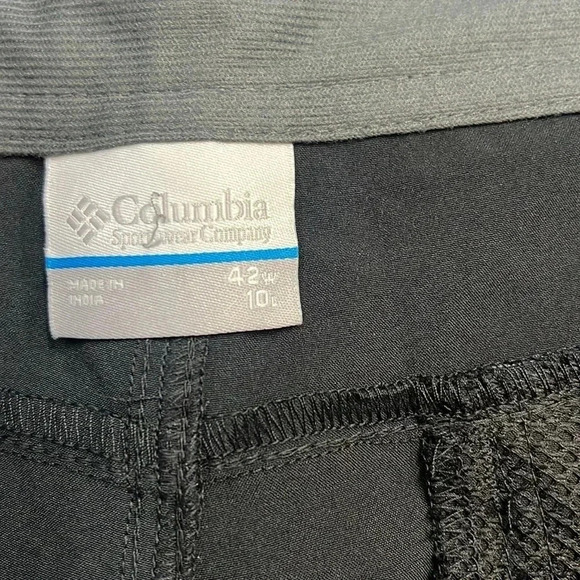 Columbia
Sportswear Company
MADE IN
INDIA
42W
10L